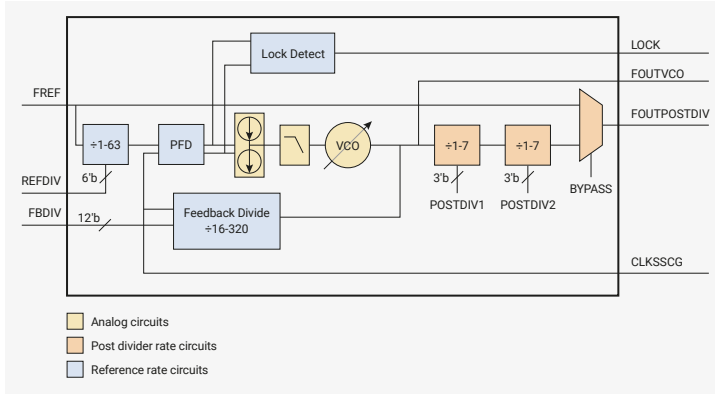 Lock Detect
LOCK
FOUTVCO
FREF
FOUTPOSTDIV
÷1-63
PFD
VCO
÷1-7
÷1-7
6'b
3'b
3'b
REFDIV
BYPASS
POSTDIV1
POSTDIV2
FBDIV
12'b
Feedback Divide
÷16-320
CLKSSCG
Analog circuits
Post divider rate circuits
Reference rate circuits